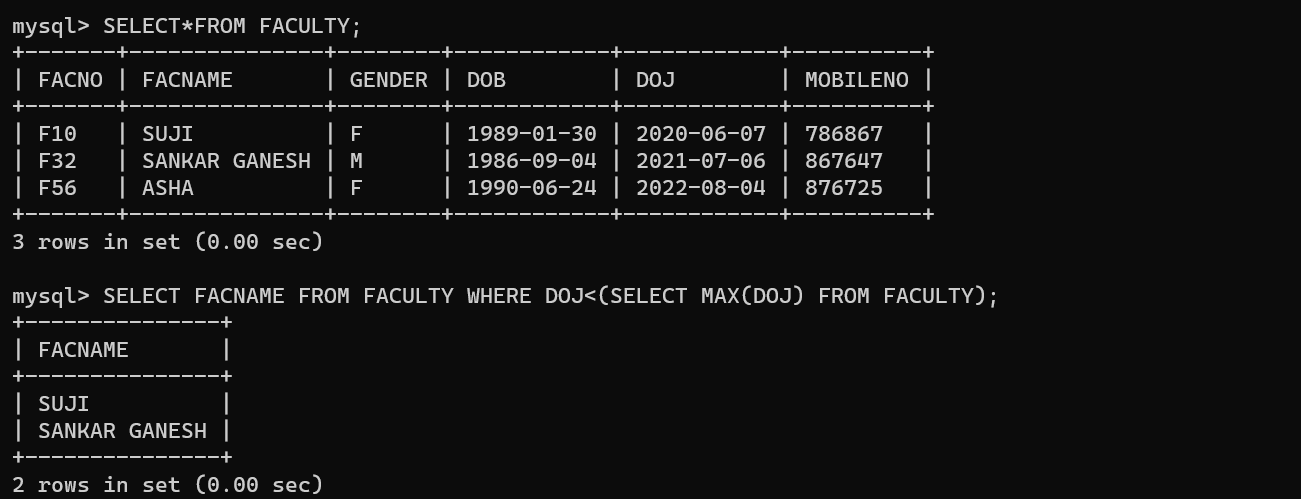 mysql> SELECT*FROM FACULTY;
+-------+---------------+--------+------------+------------+----------+
| FACNO | FACNAME       | GENDER | DOB        | DOJ        | MOBILENO |
+-------+---------------+--------+------------+------------+----------+
| F10   | SUJI          | F      | 1989-01-30 | 2020-06-07 | 786867   |
| F32   | SANKAR GANESH | M      | 1986-09-04 | 2021-07-06 | 867647   |
| F56   | ASHA          | F      | 1990-06-24 | 2022-08-04 | 876725   |
+-------+---------------+--------+------------+------------+----------+
3 rows in set (0.00 sec)

mysql> SELECT FACNAME FROM FACULTY WHERE DOJ<(SELECT MAX(DOJ) FROM FACULTY);
+---------------+
| FACNAME       |
+---------------+
| SUJI          |
| SANKAR GANESH |
+---------------+
2 rows in set (0.00 sec)